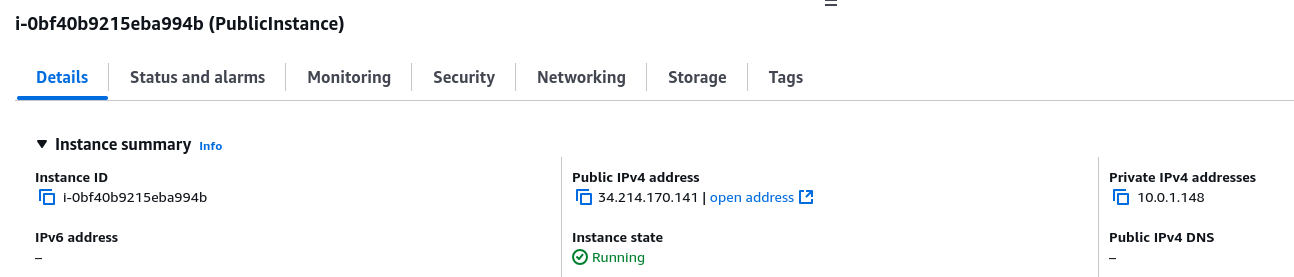 i-0bf40b9215eba994b (PublicInstance)
Details Status and alarms Monitoring Security Networking Storage Tags
Instance summary Info
Instance ID
i-0bf40b9215eba994b
Public IPv4 address
34.214.170.141 | open address
Private IPv4 addresses
10.0.1.148
IPv6 address
–
Instance state
Running
Public IPv4 DNS
–